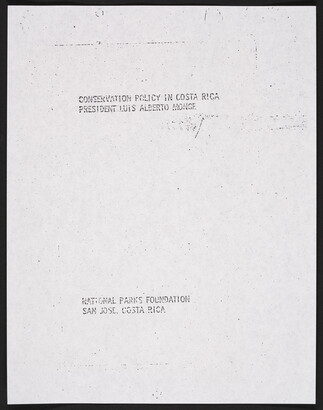 CONSERVATION POLICY IN COSTA RICA
PRESIDENT LUIS ALBERTO MONGE
NATIONAL PARKS FOUNDATION
SAN JOSE, COSTA RICA